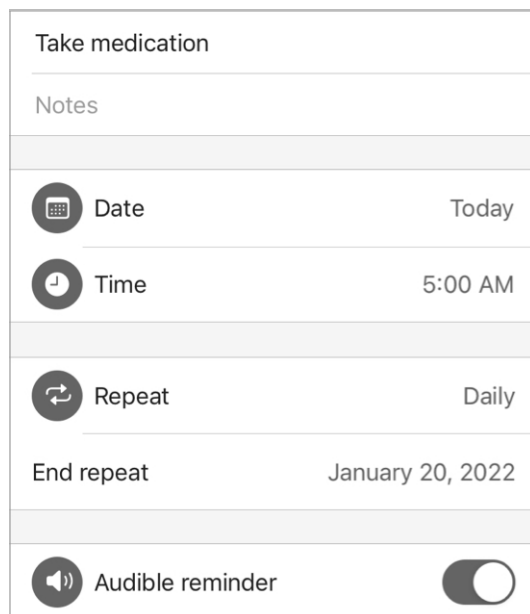 Take medication
Notes
Date Today
Time 5:00 AM
Repeat Daily
End repeat January 20, 2022
Audible reminder